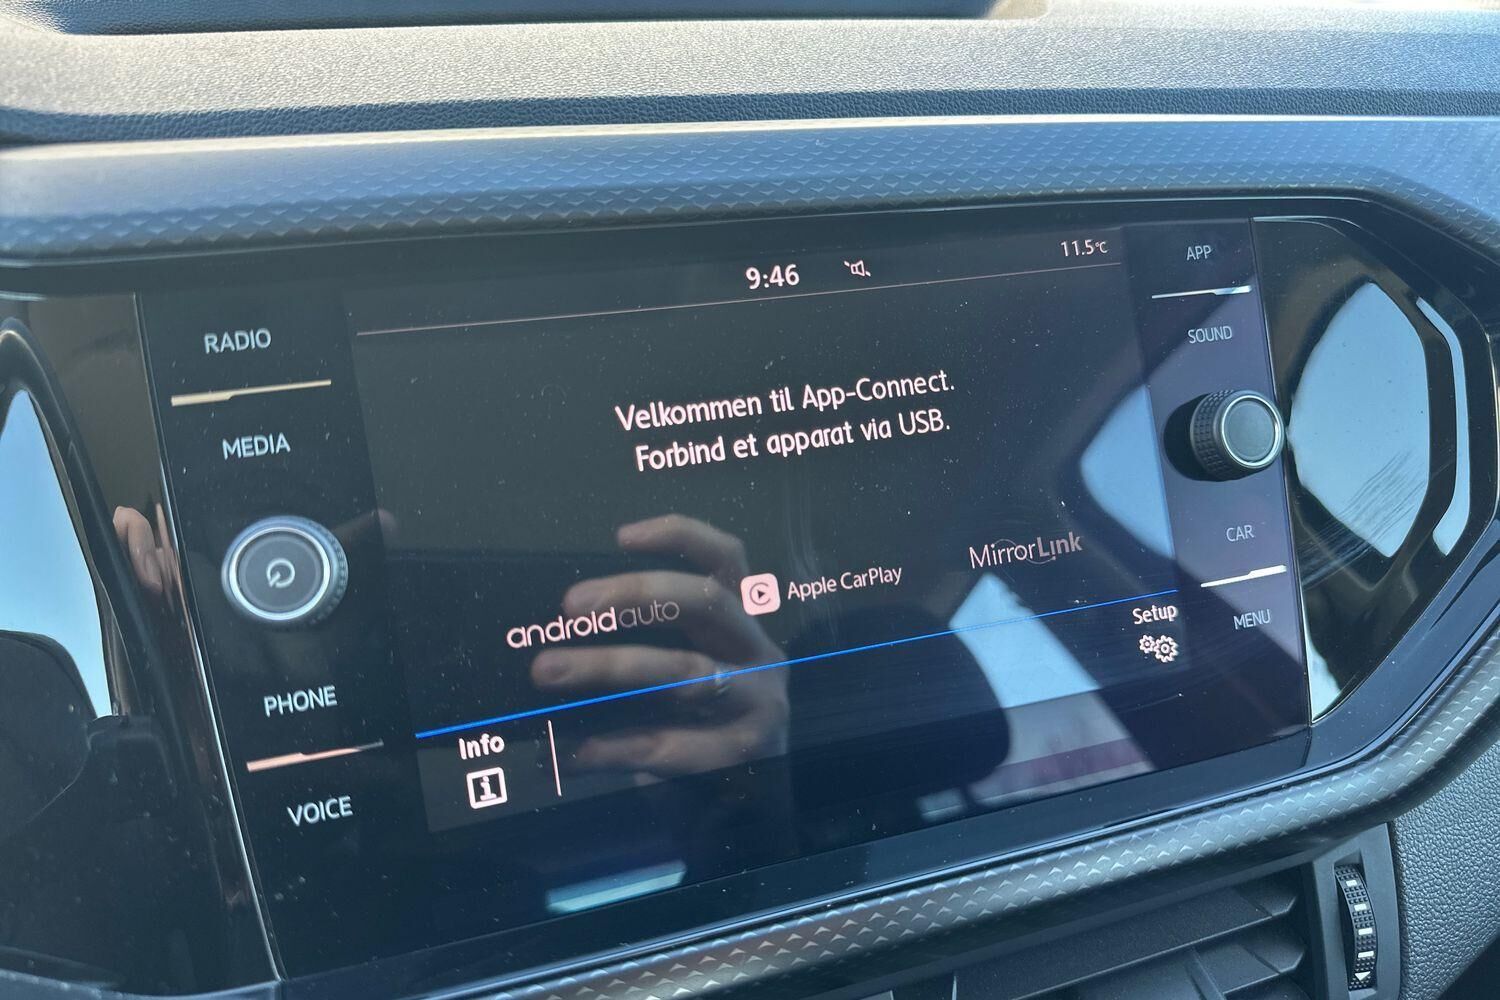 9:46
11.5°C
RADIO
MEDIA
PHONE
VOICE
Velkommen til App-Connect.
Forbind et apparat via USB.
androidauto
Apple CarPlay
MirrorLink
Info
Setup
APP
SOUND
CAR
MENU